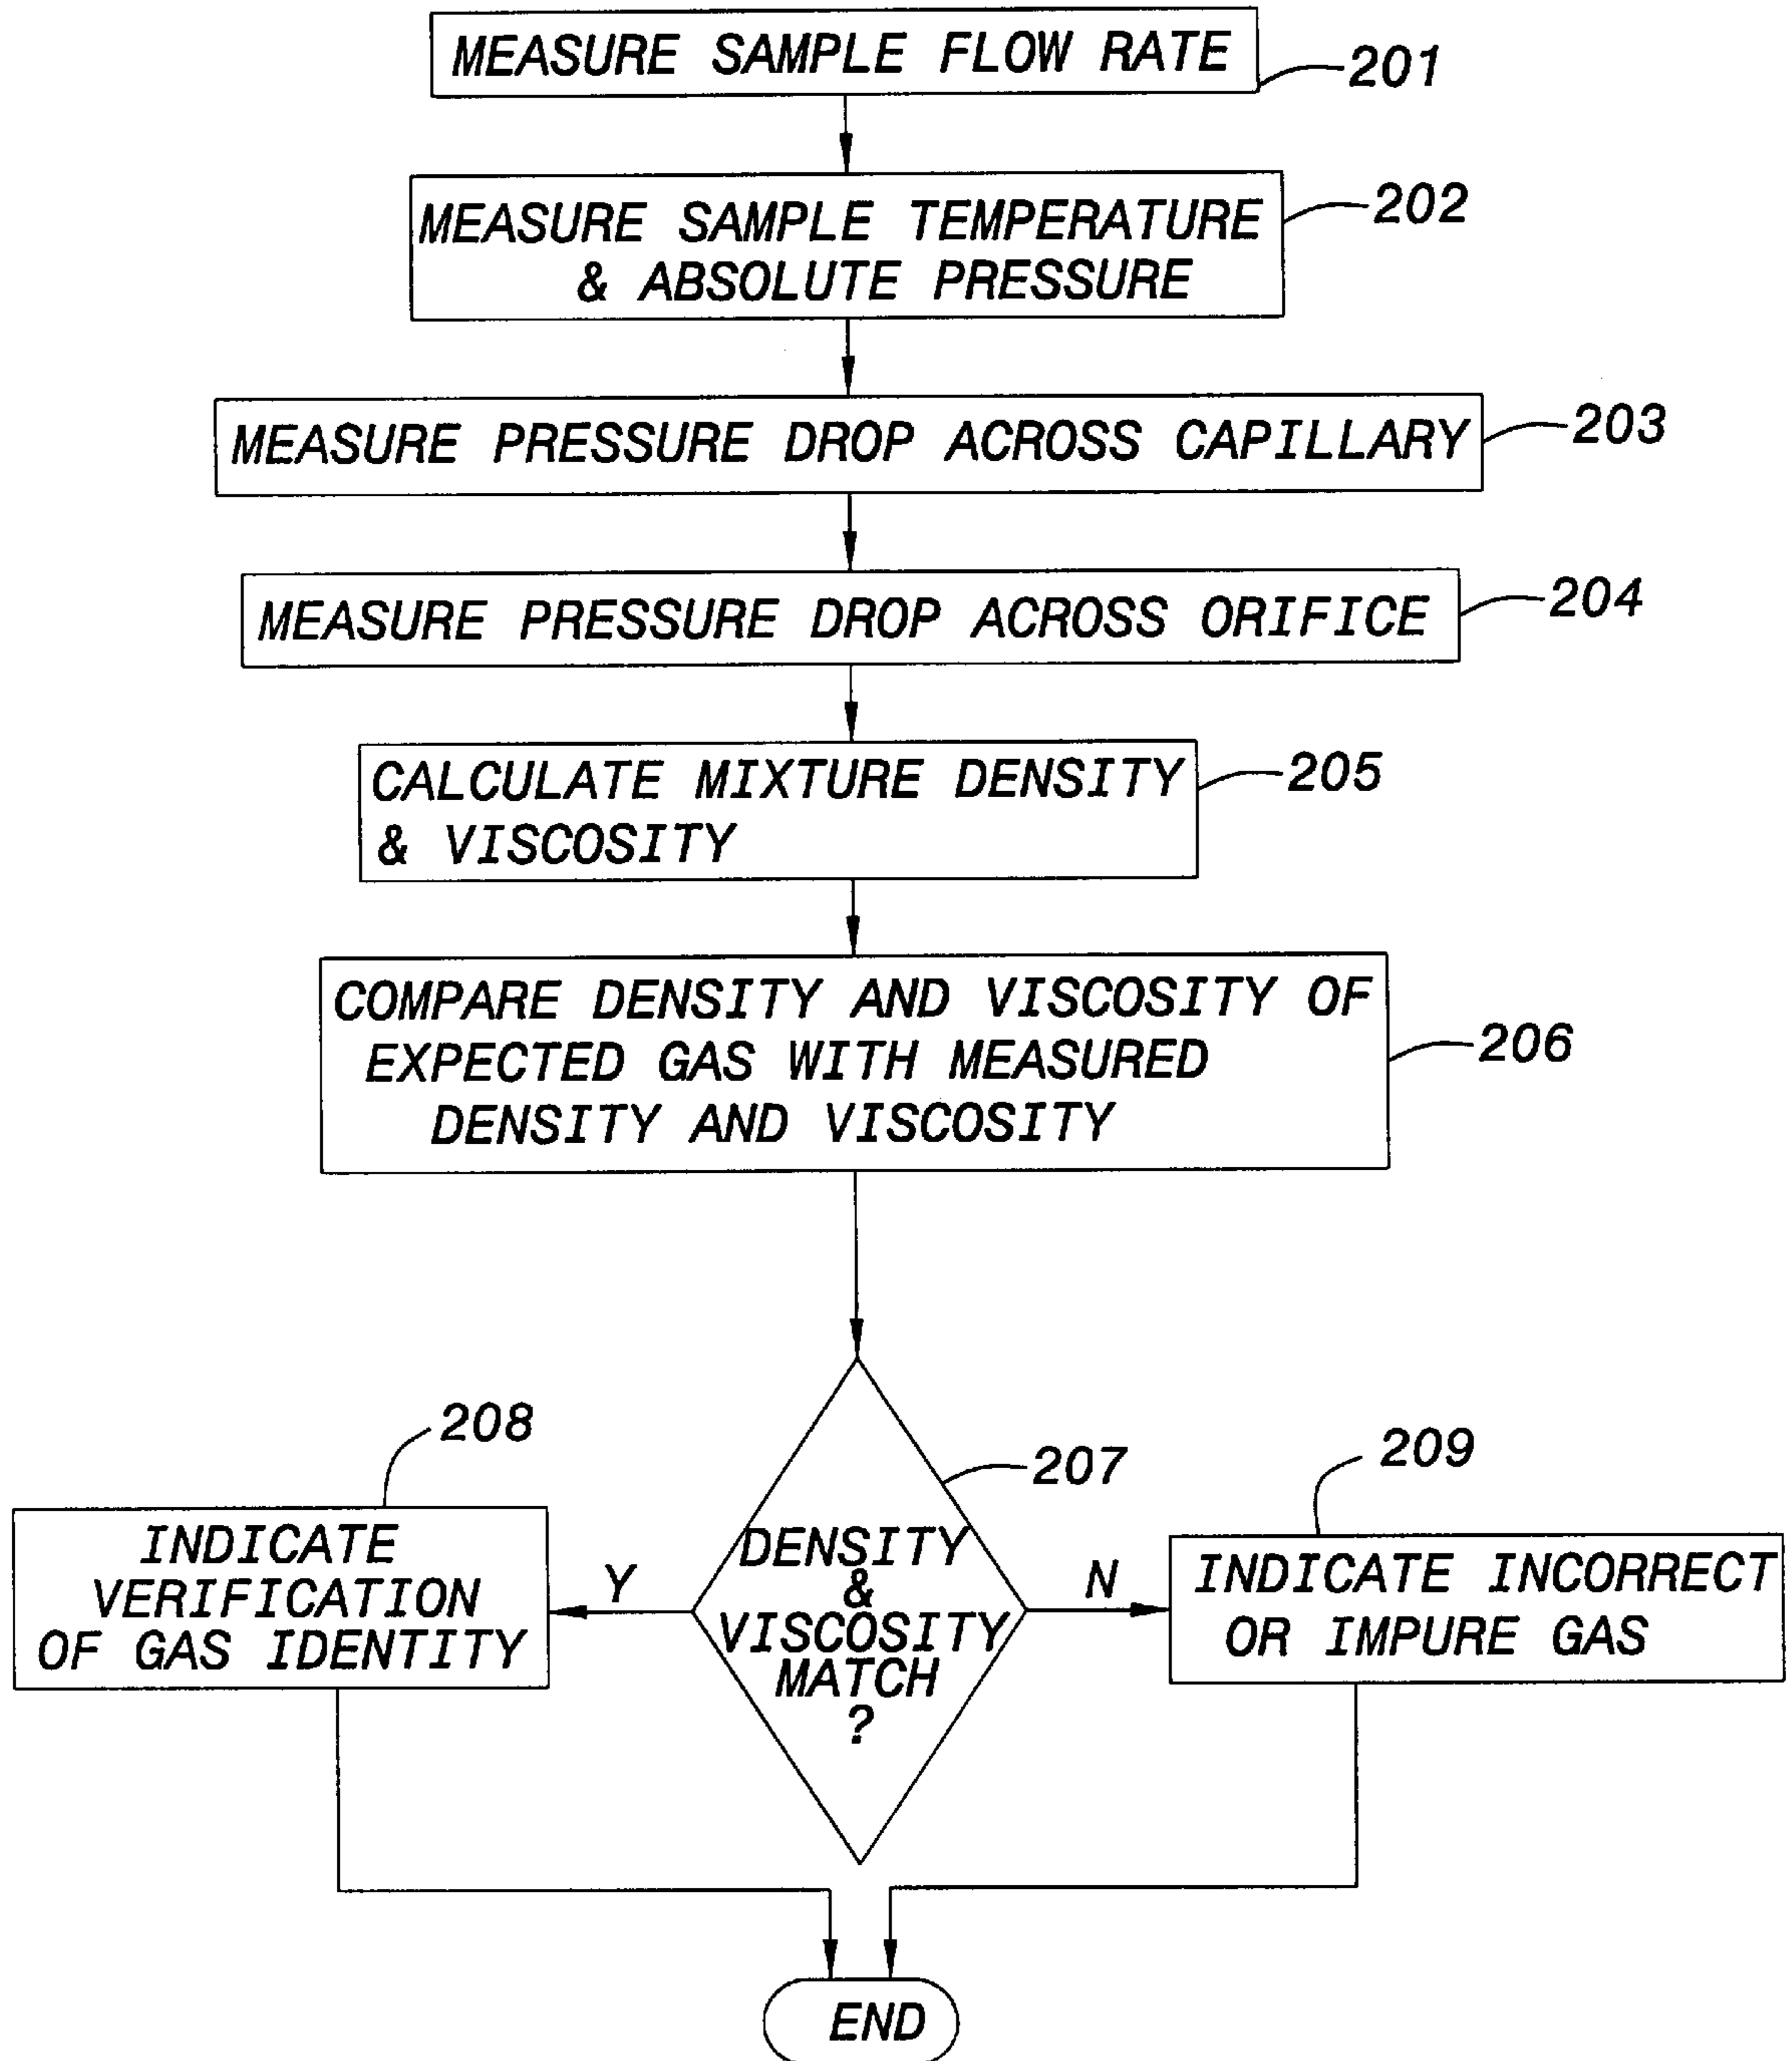 MEASURE SAMPLE FLOW RATE
201
MEASURE SAMPLE TEMPERATURE
& ABSOLUTE PRESSURE
202
MEASURE PRESSURE DROP ACROSS CAPILLARY
203
MEASURE PRESSURE DROP ACROSS ORIFICE
204
CALCULATE MIXTURE DENSITY
& VISCOSITY
205
COMPARE DENSITY AND VISCOSITY OF
EXPECTED GAS WITH MEASURED
DENSITY AND VISCOSITY
206
207
DENSITY
&
VISCOSITY
MATCH
?
Y
208
INDICATE
VERIFICATION
OF GAS IDENTITY
N
209
INDICATE INCORRECT
OR IMPURE GAS
END